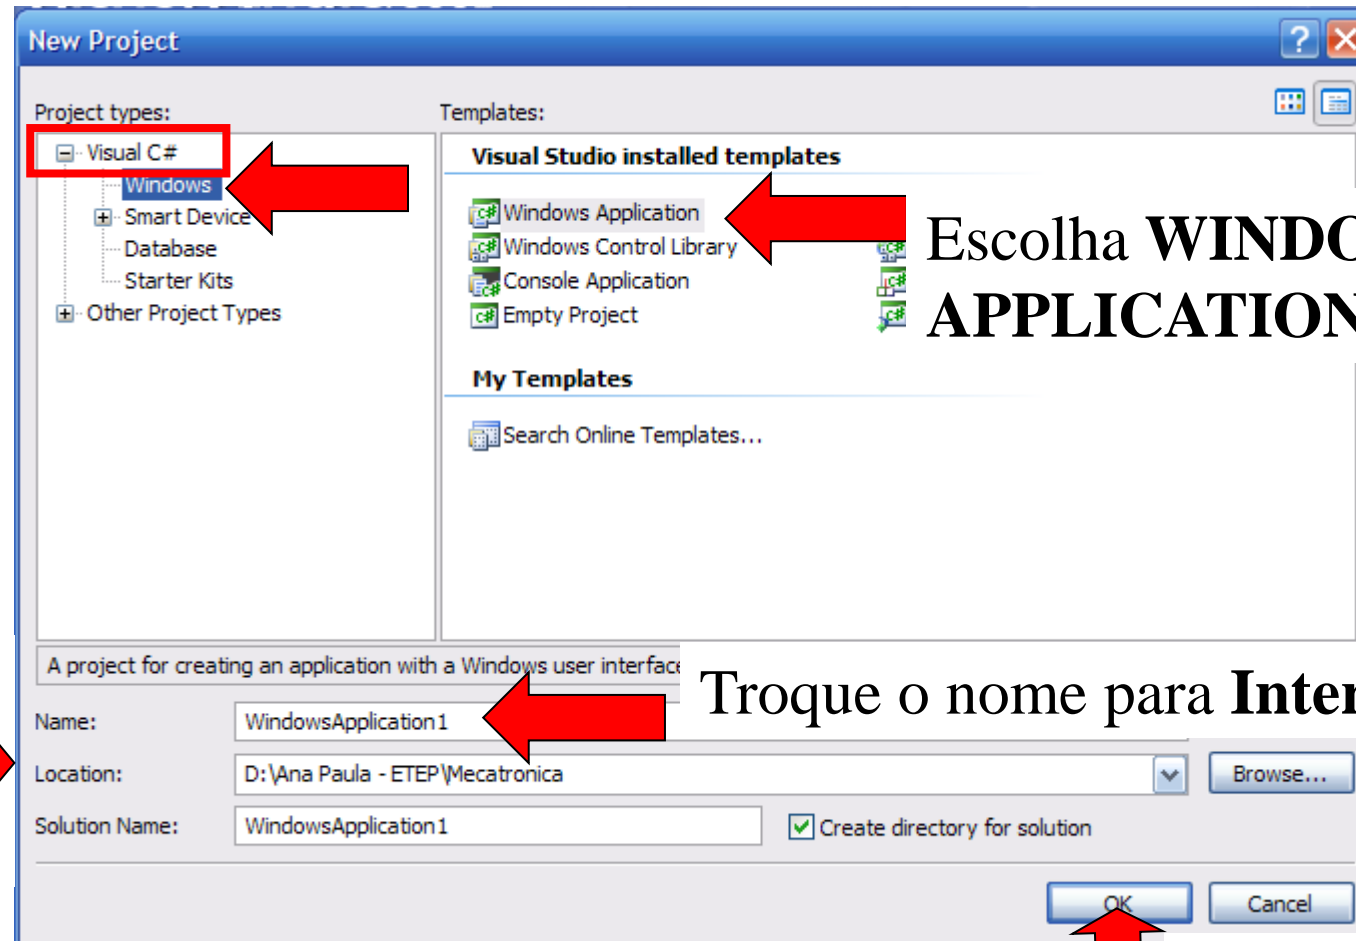 New Project
Project types:
Templates:
Visual C#
Windows
Smart Device
Database
Starter Kits
Other Project Types
Visual Studio installed templates
Windows Application
Windows Control Library
Console Application
Empty Project
My Templates
Search Online Templates...
Escolha WINDO
APPLICATION
A project for creating an application with a Windows user interface
Troque o nome para Inter
Name:
WindowsApplication1
Location:
D:\Ana Paula - ETEP\Mecatronica
Browse...
Solution Name:
WindowsApplication1
Create directory for solution
OK
Cancel